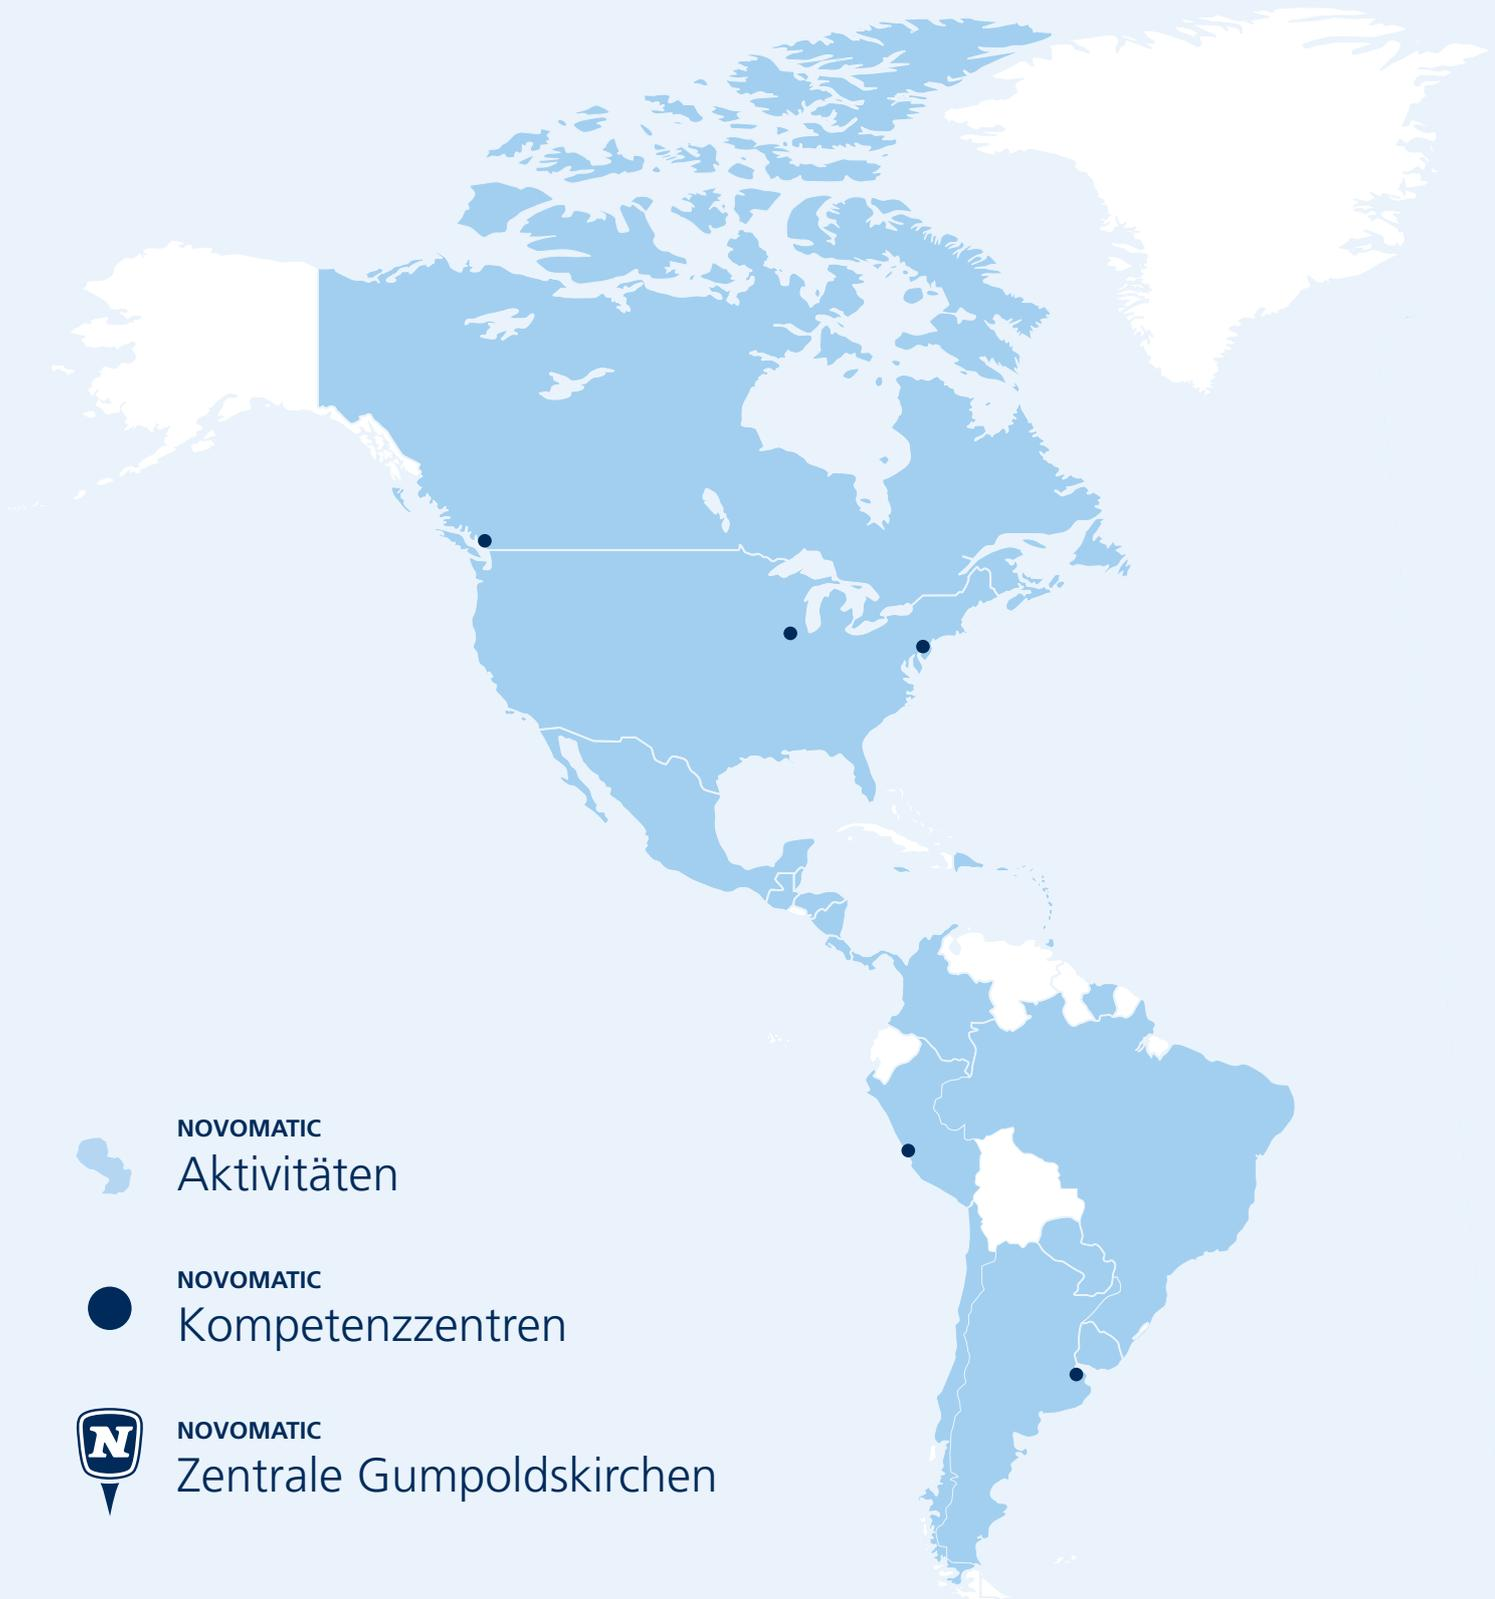 NOVOMATIC
Aktivitäten
NOVOMATIC
Kompetenzzentren
N
NOVOMATIC
Zentrale Gumpoldskirchen